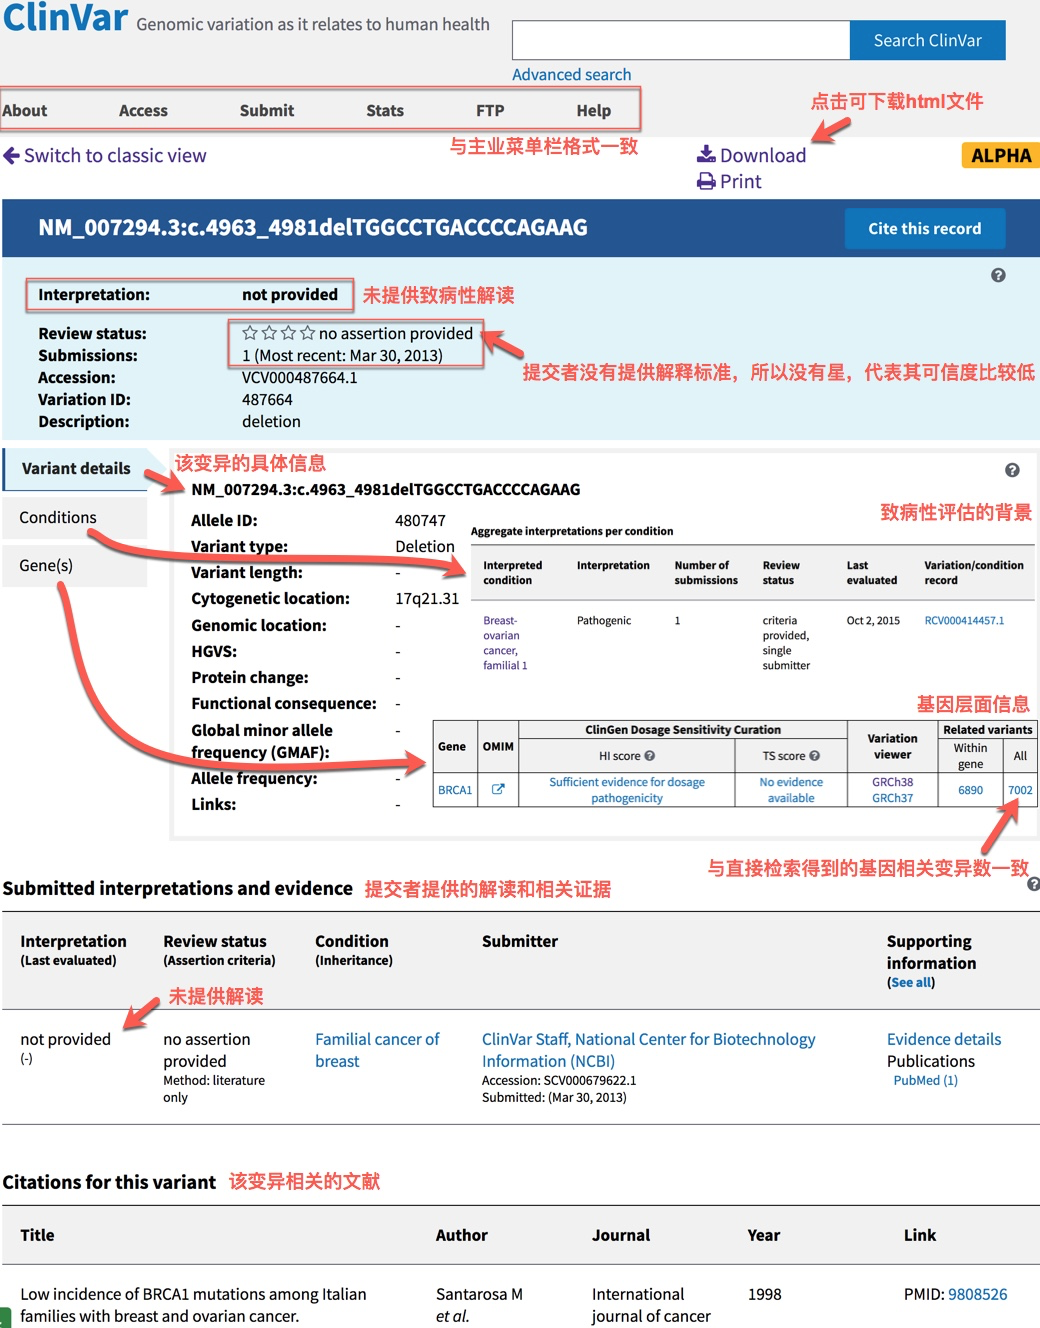 ClinVar Genomic variation as it relates to human health
Search ClinVar
Advanced search
About Access Submit Stats FTP Help
点击可下载html文件
与主业菜单栏格式一致
Switch to classic view
Download
ALPHA
Print
NM_007294.3:c.4963_4981delTGGCCTGACCCCAGAAG
Cite this record
Interpretation: not provided 未提供致病性解读
Review status: no assertion provided
Submissions: 1 (Most recent: Mar 30, 2013)
提交者没有提供解释标准，所以没有星，代表其可信度比较低
Accession: VCV000487664.1
Variation ID: 487664
Description: deletion
Variant details
该变异的具体信息
Conditions
Gene(s)
NM_007294.3:c.4963_4981delTGGCCTGACCCCAGAAG
致病性评估的背景
Allele ID: 480747
Variant type: Deletion
Variant length: -
Cytogenetic location: 17q21.31
Genomic location: -
HGVS: -
Protein change: -
Functional consequence: -
Global minor allele -
frequency (GMAF):
Allele frequency: -
Links: -
Aggregate interpretations per condition
Interpreted Interpretation Number of Review Last Variation/condition
condition submissions status evaluated record
Breast- Pathogenic 1 criteria Oct 2, 2015 RCV000414457.1
ovarian provided,
cancer, single
familial 1 submitter
基因层面信息
Gene OMIM ClinGen Dosage Sensitivity Curation Variation Related variants
HI score TS score viewer Within All
gene
BRCA1 Sufficient evidence for dosage No evidence GRCh38 6890 7002
pathogenicity available GRCh37
与直接检索得到的基因相关变异数一致
Submitted interpretations and evidence 提交者提供的解读和相关证据
Interpretation Review status Condition Submitter Supporting
(Last evaluated) (Assertion criteria) (Inheritance) information
(See all)
未提供解读
not provided no assertion Familial cancer of ClinVar Staff, National Center for Biotechnology Evidence details
(-) provided breast Information (NCBI) Publications
Method: literature Accession: SCV000679622.1 PubMed (1)
only Submitted: (Mar 30, 2013)
Citations for this variant 该变异相关的文献
Title Author Journal Year Link
Low incidence of BRCA1 mutations among Italian Santarosa M International 1998 PMID: 9808526
families with breast and ovarian cancer. et al. journal of cancer